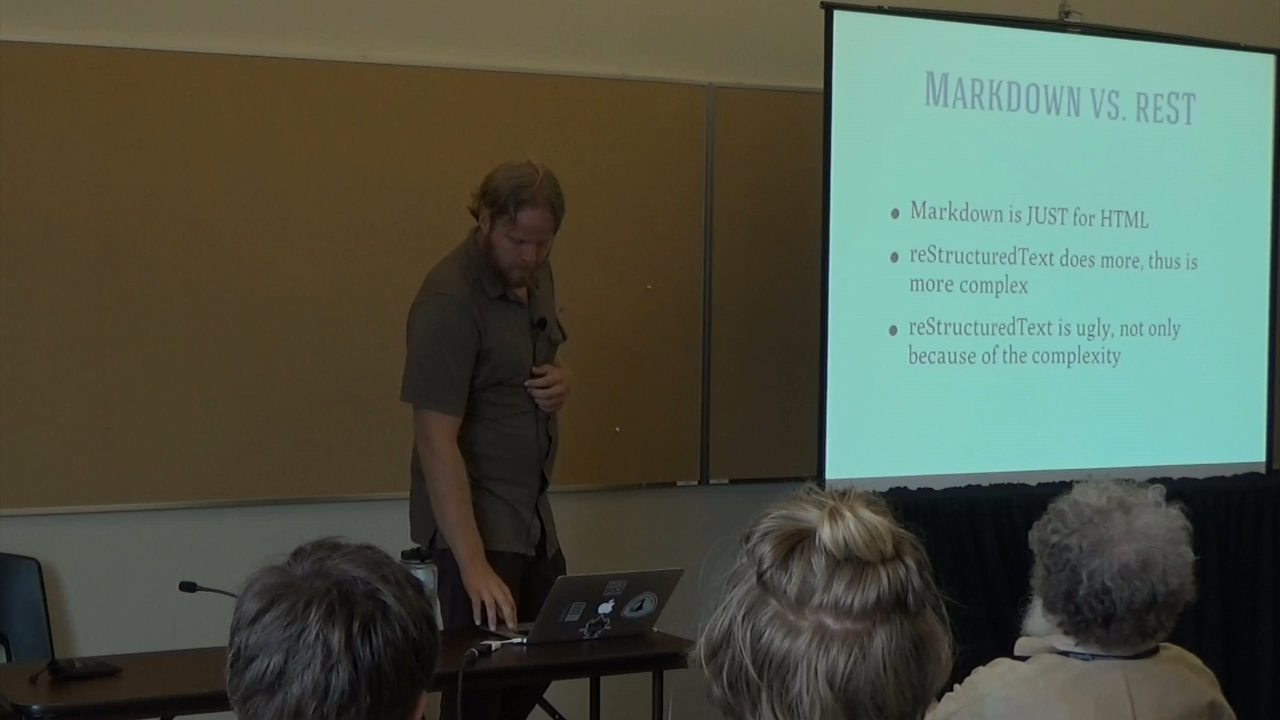 MARKDOWN VS. REST
• Markdown is JUST for HTML
• reStructuredText does more, thus is
more complex
• reStructuredText is ugly, not only
because of the complexity